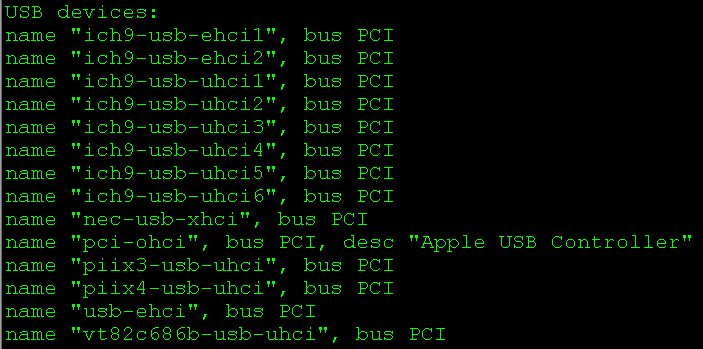 USB devices:
name "ich9-usb-ehci1", bus PCI
name "ich9-usb-ehci2", bus PCI
name "ich9-usb-uhci1", bus PCI
name "ich9-usb-uhci2", bus PCI
name "ich9-usb-uhci3", bus PCI
name "ich9-usb-uhci4", bus PCI
name "ich9-usb-uhci5", bus PCI
name "ich9-usb-uhci6", bus PCI
name "nec-usb-xhci", bus PCI
name "pci-ohci", bus PCI, desc "Apple USB Controller"
name "piix3-usb-uhci", bus PCI
name "piix4-usb-uhci", bus PCI
name "usb-ehci", bus PCI
name "vt82c686b-usb-uhci", bus PCI